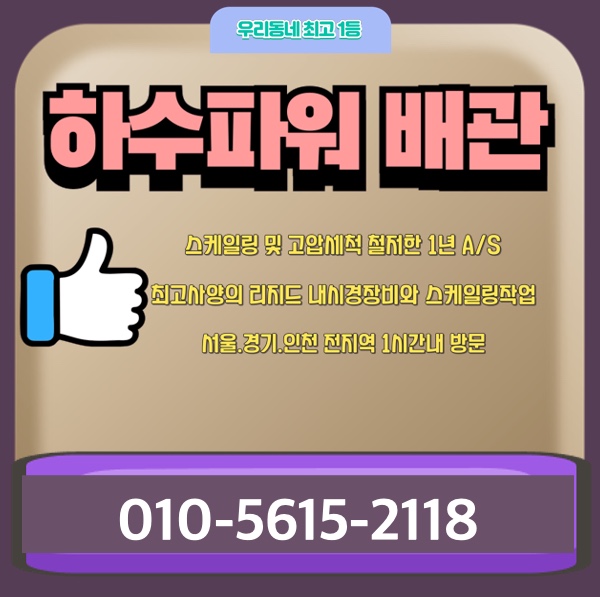 우리동네 최고 1등
하수파워 배관
스케일링 및 고압세척 철저한 1년 A/S
최고사양의 리지드 내시경장비와 스케일링작업
서울.경기.인천 전지역 1시간내 방문
010-5615-2118